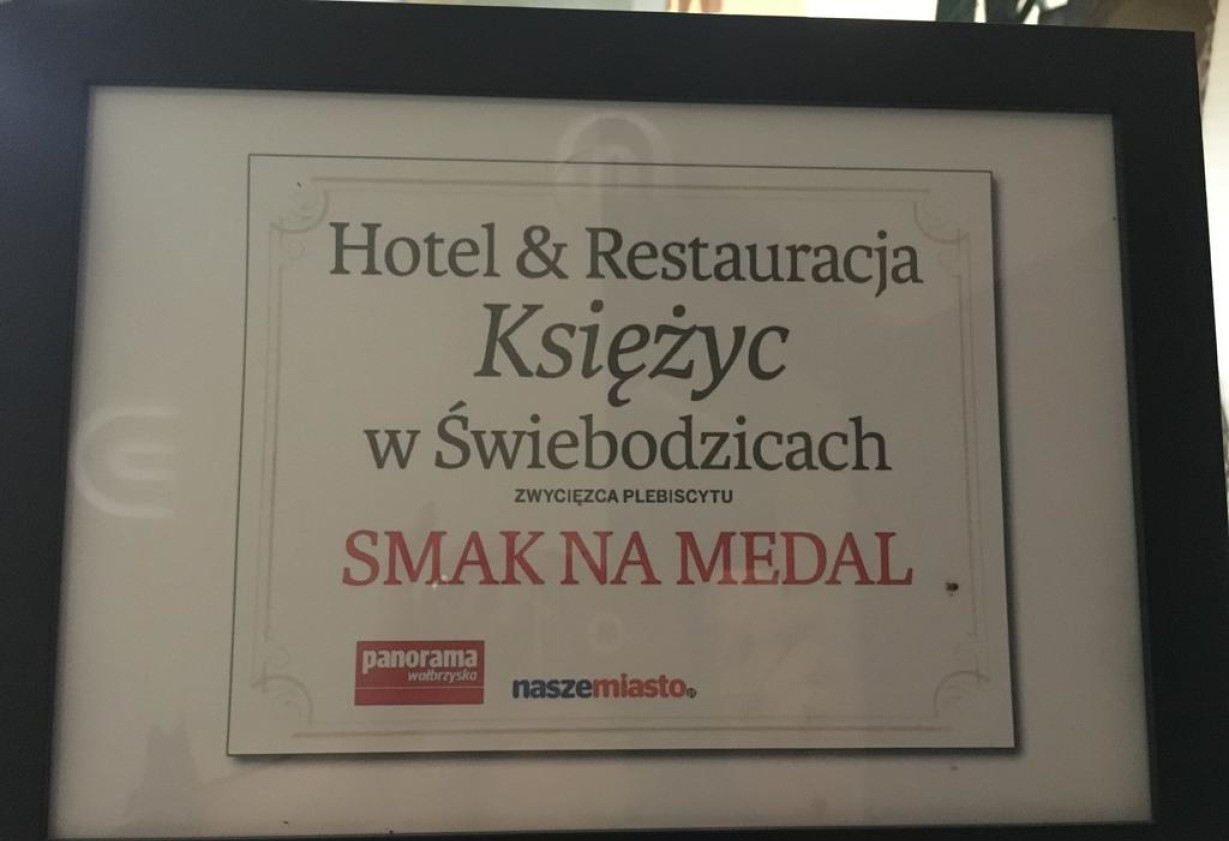 Hotel & Restauracja
Księżyc
w Świebodzicach
ZWYCIĘZCA PLEBISCYTU
SMAK NA MEDAL
panorama
wałbrzyska
naszemiasto